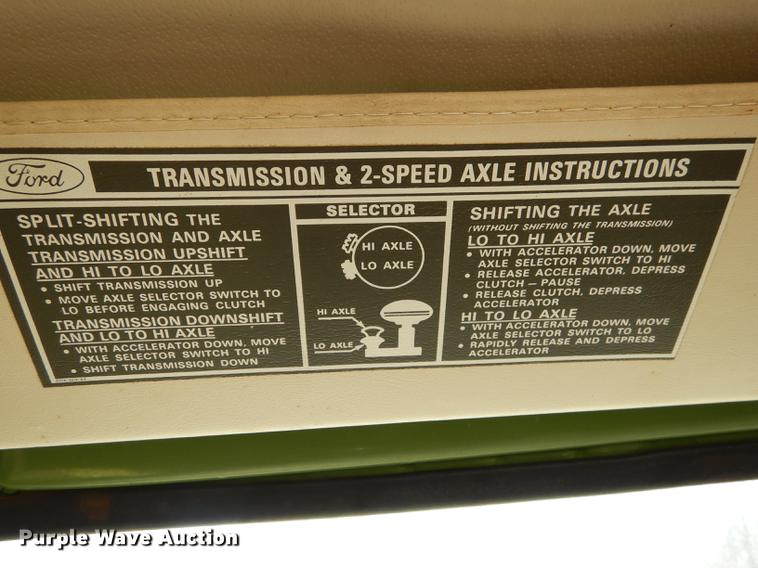 Ford
TRANSMISSION & 2-SPEED AXLE INSTRUCTIONS
SPLIT-SHIFTING THE
TRANSMISSION AND AXLE
TRANSMISSION UPSHIFT
AND HI TO LO AXLE
• SHIFT TRANSMISSION UP
• MOVE AXLE SELECTOR SWITCH TO
LO BEFORE ENGAGING CLUTCH
TRANSMISSION DOWNSHIFT
AND LO TO HI AXLE
• WITH ACCELERATOR DOWN, MOVE
AXLE SELECTOR SWITCH TO HI
• SHIFT TRANSMISSION DOWN
SELECTOR
HI AXLE
LO AXLE
HI AXLE
LO AXLE
SHIFTING THE AXLE
(WITHOUT SHIFTING THE TRANSMISSION)
LO TO HI AXLE
• WITH ACCELERATOR DOWN, MOVE
AXLE SELECTOR SWITCH TO HI
• RELEASE ACCELERATOR, DEPRESS
CLUTCH – PAUSE
• RELEASE CLUTCH, DEPRESS
ACCELERATOR
HI TO LO AXLE
• WITH ACCELERATOR DOWN, MOVE
AXLE SELECTOR SWITCH TO LO
• RAPIDLY RELEASE AND DEPRESS
ACCELERATOR
Purple Wave Auction